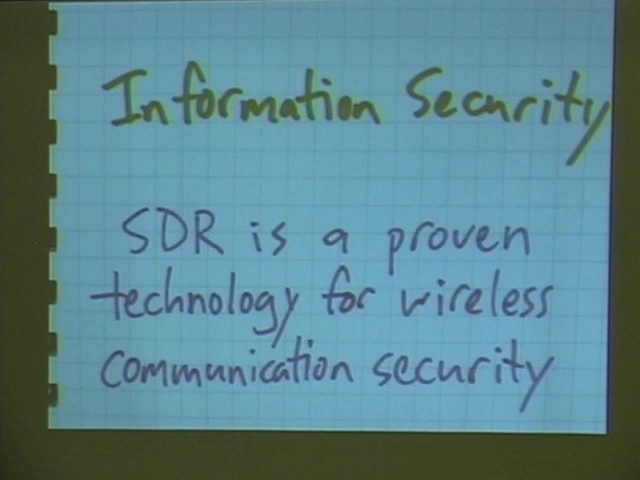 Information Security
SDR is a proven
technology for wireless
communication security